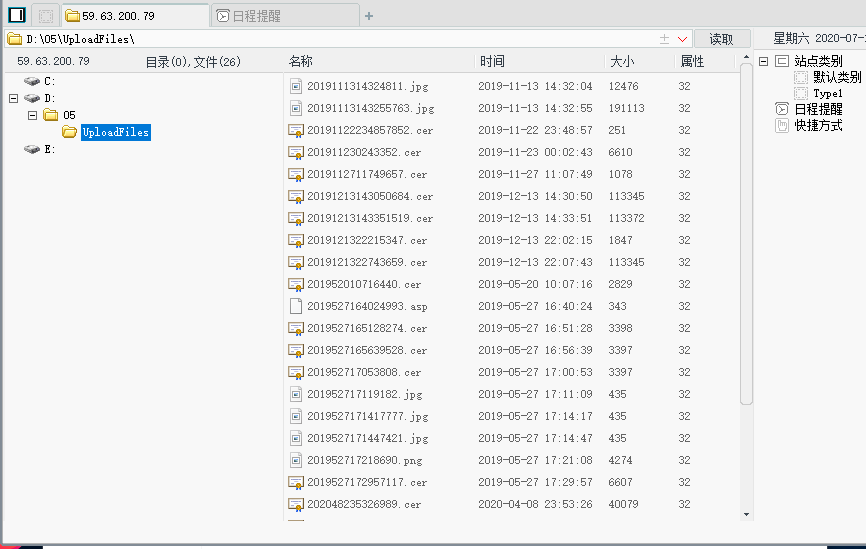 59.63.200.79 日程提醒 +
D:\05\UploadFiles\ 读取 星期六 2020-07-
59.63.200.79 目录(0),文件(26) 名称 时间 大小 属性
C:
D:
05
UploadFiles
E:
2019111314324811.jpg 2019-11-13 14:32:04 12476 32
20191113143255763.jpg 2019-11-13 14:32:55 191113 32
20191122234857852.cer 2019-11-22 23:48:57 251 32
201911230243352.cer 2019-11-23 00:02:43 6610 32
2019112711749657.cer 2019-11-27 11:07:49 1078 32
20191213143050684.cer 2019-12-13 14:30:50 113345 32
20191213143351519.cer 2019-12-13 14:33:51 113372 32
2019121322215347.cer 2019-12-13 22:02:15 1847 32
2019121322743659.cer 2019-12-13 22:07:43 113345 32
201952010716440.cer 2019-05-20 10:07:16 2829 32
2019527164024993.asp 2019-05-27 16:40:24 343 32
2019527165128274.cer 2019-05-27 16:51:28 3398 32
2019527165639528.cer 2019-05-27 16:56:39 3397 32
201952717053808.cer 2019-05-27 17:00:53 3397 32
201952717119182.jpg 2019-05-27 17:11:09 435 32
2019527171417777.jpg 2019-05-27 17:14:17 435 32
2019527171447421.jpg 2019-05-27 17:14:47 435 32
201952717218690.png 2019-05-27 17:21:08 4274 32
2019527172957117.cer 2019-05-27 17:29:57 6607 32
202048235326989.cer 2020-04-08 23:53:26 40079 32
站点类别
默认类别
Type1
日程提醒
快捷方式